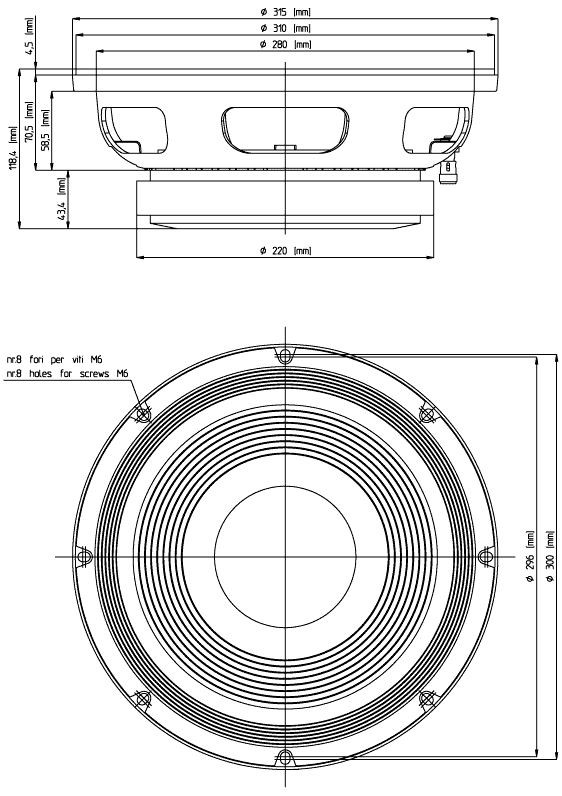 ϕ 315 (mm)
ϕ 310 (mm)
ϕ 280 (mm)
4,5 (mm)
118,4 (mm)
70,5 (mm)
58,5 (mm)
43,4 (mm)
ϕ 220 (mm)
nr.8 fori per viti M6
nr.8 holes for screws M6
ϕ 296 (mm)
ϕ 300 (mm)